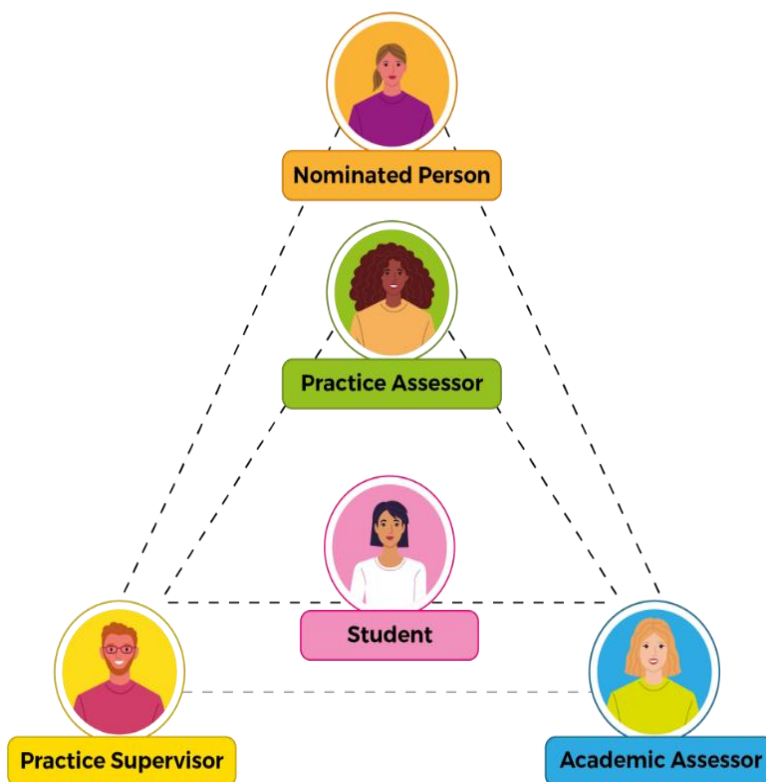 Nominated Person
Practice Assessor
Student
Practice Supervisor
Academic Assessor